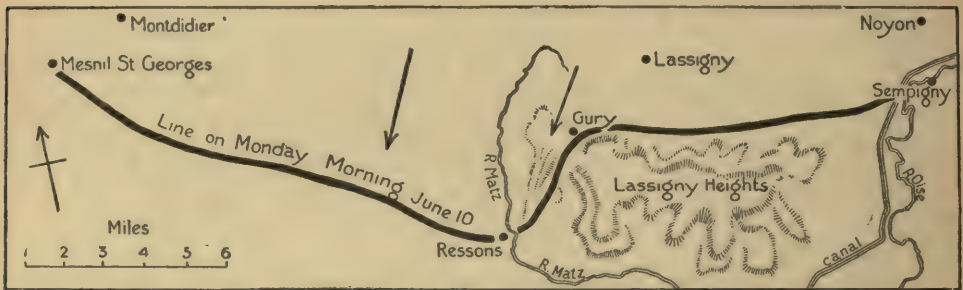 Montdidier
Noyon
Mesnil St Georges
Lassigny
Sempigny
Gury
Line on Monday Morning June 10
R. Matz
Lassigny Heights
R. Oise
Miles
Ressons
1 2 3 4 5 6
R. Matz
canal